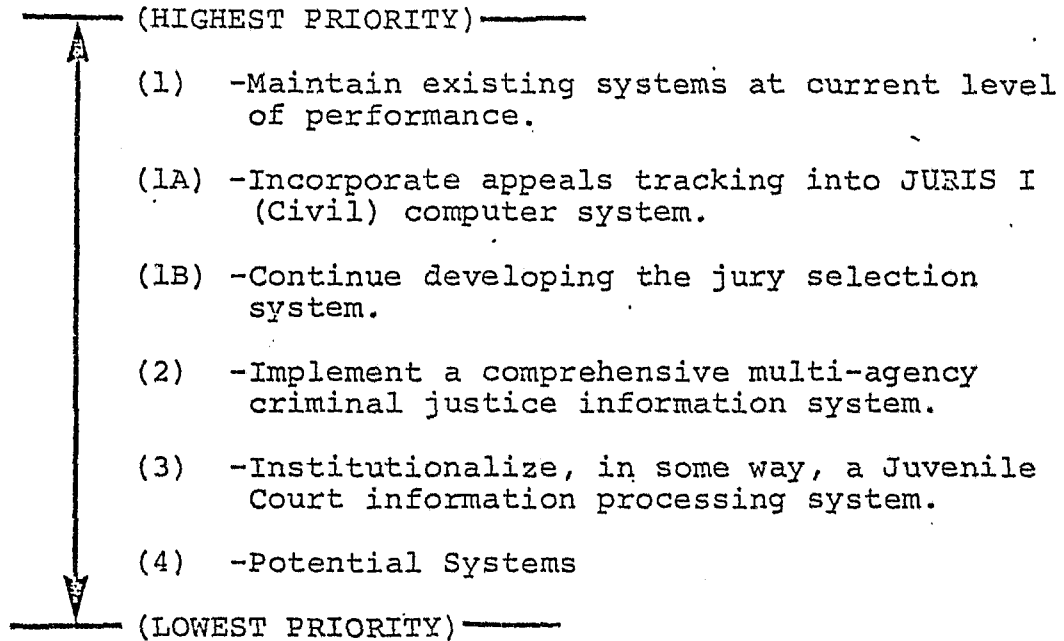 (HIGHEST PRIORITY)
(1) -Maintain existing systems at current level
of performance.
(1A) -Incorporate appeals tracking into JURIS I
(Civil) computer system.
(1B) -Continue developing the jury selection
system.
(2) -Implement a comprehensive multi-agency
criminal justice information system.
(3) -Institutionalize, in some way, a Juvenile
Court information processing system.
(4) -Potential Systems
(LOWEST PRIORITY)